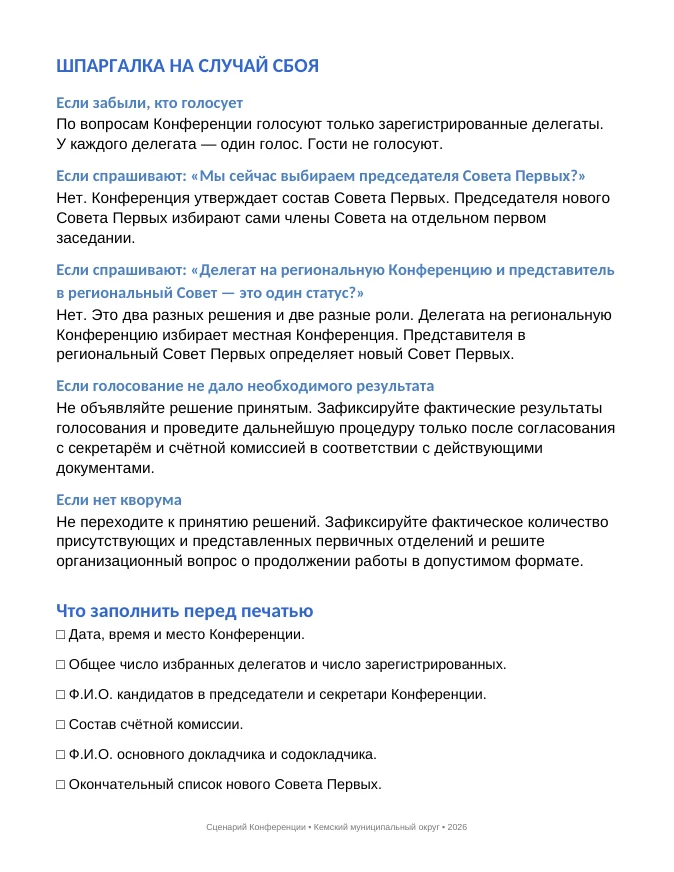 ШПАРГАЛКА НА СЛУЧАЙ СБОЯ
Если забыли, кто голосует
По вопросам Конференции голосуют только зарегистрированные делегаты.
У каждого делегата — один голос. Гости не голосуют.
Если спрашивают: «Мы сейчас выбираем председателя Совета Первых?»
Нет. Конференция утверждает состав Совета Первых. Председателя нового
Совета Первых избирают сами члены Совета на отдельном первом
заседании.
Если спрашивают: «Делегат на региональную Конференцию и представитель
в региональный Совет — это один статус?»
Нет. Это два разных решения и две разные роли. Делегата на региональную
Конференцию избирает местная Конференция. Представителя в
региональный Совет Первых определяет новый Совет Первых.
Если голосование не дало необходимого результата
Не объявляйте решение принятым. Зафиксируйте фактические результаты
голосования и проведите дальнейшую процедуру только после согласования
с секретарём и счётной комиссией в соответствии с действующими
документами.
Если нет кворума
Не переходите к принятию решений. Зафиксируйте фактическое количество
присутствующих и представленных первичных отделений и решите
организационный вопрос о продолжении работы в допустимом формате.
Что заполнить перед печатью
□ Дата, время и место Конференции.
□ Общее число избранных делегатов и число зарегистрированных.
□ Ф.И.О. кандидатов в председатели и секретари Конференции.
□ Состав счётной комиссии.
□ Ф.И.О. основного докладчика и содокладчика.
□ Окончательный список нового Совета Первых.
Сценарий Конференции • Кемский муниципальный округ • 2026